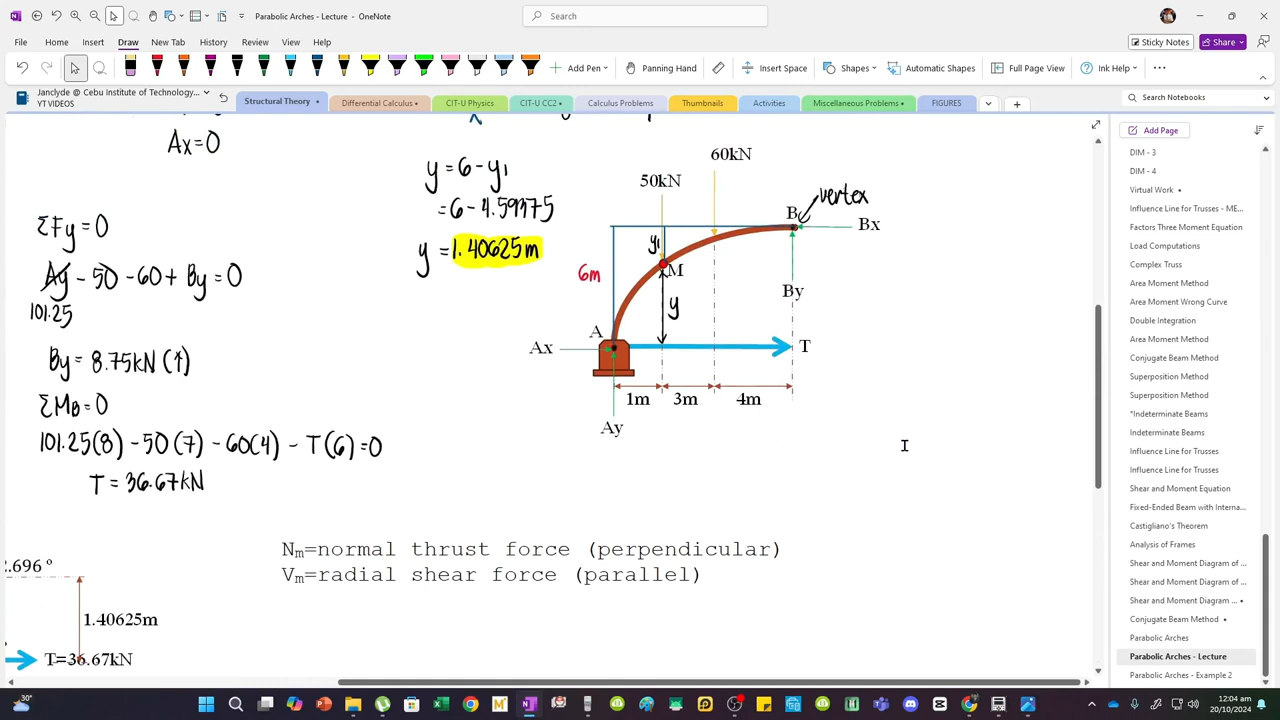 Parabolic Arches - Lecture - OneNote
Search
File Home Insert Draw New Tab History Review View Help
Sticky Notes
Share
Add Pen
Panning Hand
Insert Space
Shapes
Automatic Shapes
Full Page View
Ink Help
Janclyde @ Cebu Institute of Technology...
YT VIDEOS
Structural Theory
Differential Calculus
CIT-U Physics
CIT-U CC2
Calculus Problems
Thumbnails
Activities
Miscellaneous Problems
FIGURES
Search Notebooks
Add Page
DIM - 3
DIM - 4
Virtual Work
Influence Line for Trusses - ME...
Factors Three Moment Equation
Load Computations
Complex Truss
Area Moment Method
Area Moment Wrong Curve
Double Integration
Area Moment Method
Conjugate Beam Method
Superposition Method
Superposition Method
*Indeterminate Beams
Indeterminate Beams
Influence Line for Trusses
Influence Line for Trusses
Shear and Moment Equation
Fixed-Ended Beam with Interna...
Castigliano's Theorem
Analysis of Frames
Shear and Moment Diagram of ...
Shear and Moment Diagram of ...
Shear and Moment Diagram ...
Conjugate Beam Method
Parabolic Arches
Parabolic Arches - Lecture
Parabolic Arches - Example 2
Ax=0
ΣFy=0
Ay - 50 - 60 + By = 0
101.25
By = 8.75kN (↑)
ΣMB=0
101.25(8) - 50(7) - 60(4) - T(6) = 0
T = 36.67kN
y = 6 - y1
= 6 - 4.59375
y = 1.40625m
60kN
50kN
vertex
B
Bx
y1
M
6m
By
y
A
Ax
T
1m 3m 4m
Ay
Nm=normal thrust force (perpendicular)
Vm=radial shear force (parallel)
2.696 °
1.40625m
T=36.67kN
30°
12:04 am
20/10/2024